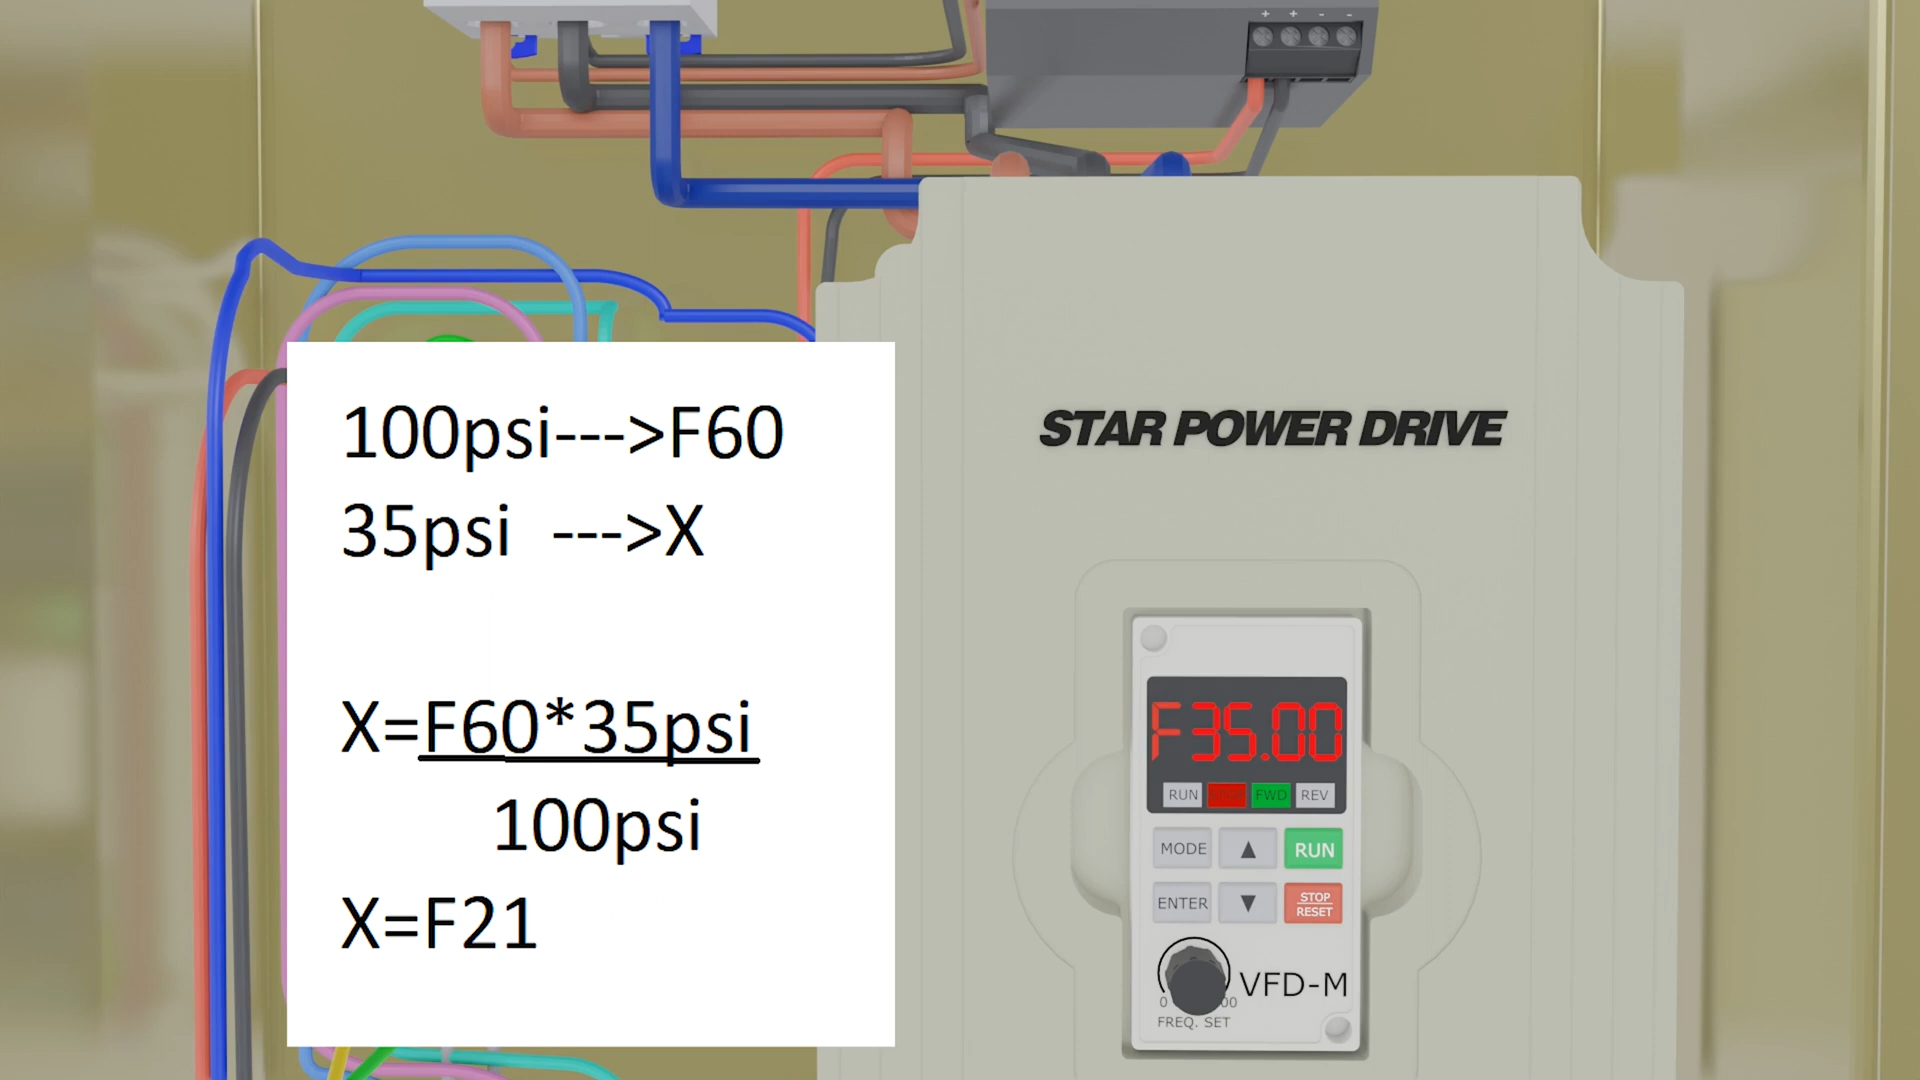 + + - -
100psi--->F60
35psi --->X
X=F60*35psi
100psi
X=F21
STAR POWER DRIVE
F35.00
RUN FWD REV
MODE ▲ RUN
ENTER ▼ STOP
RESET
VFD-M
0
FREQ. SET